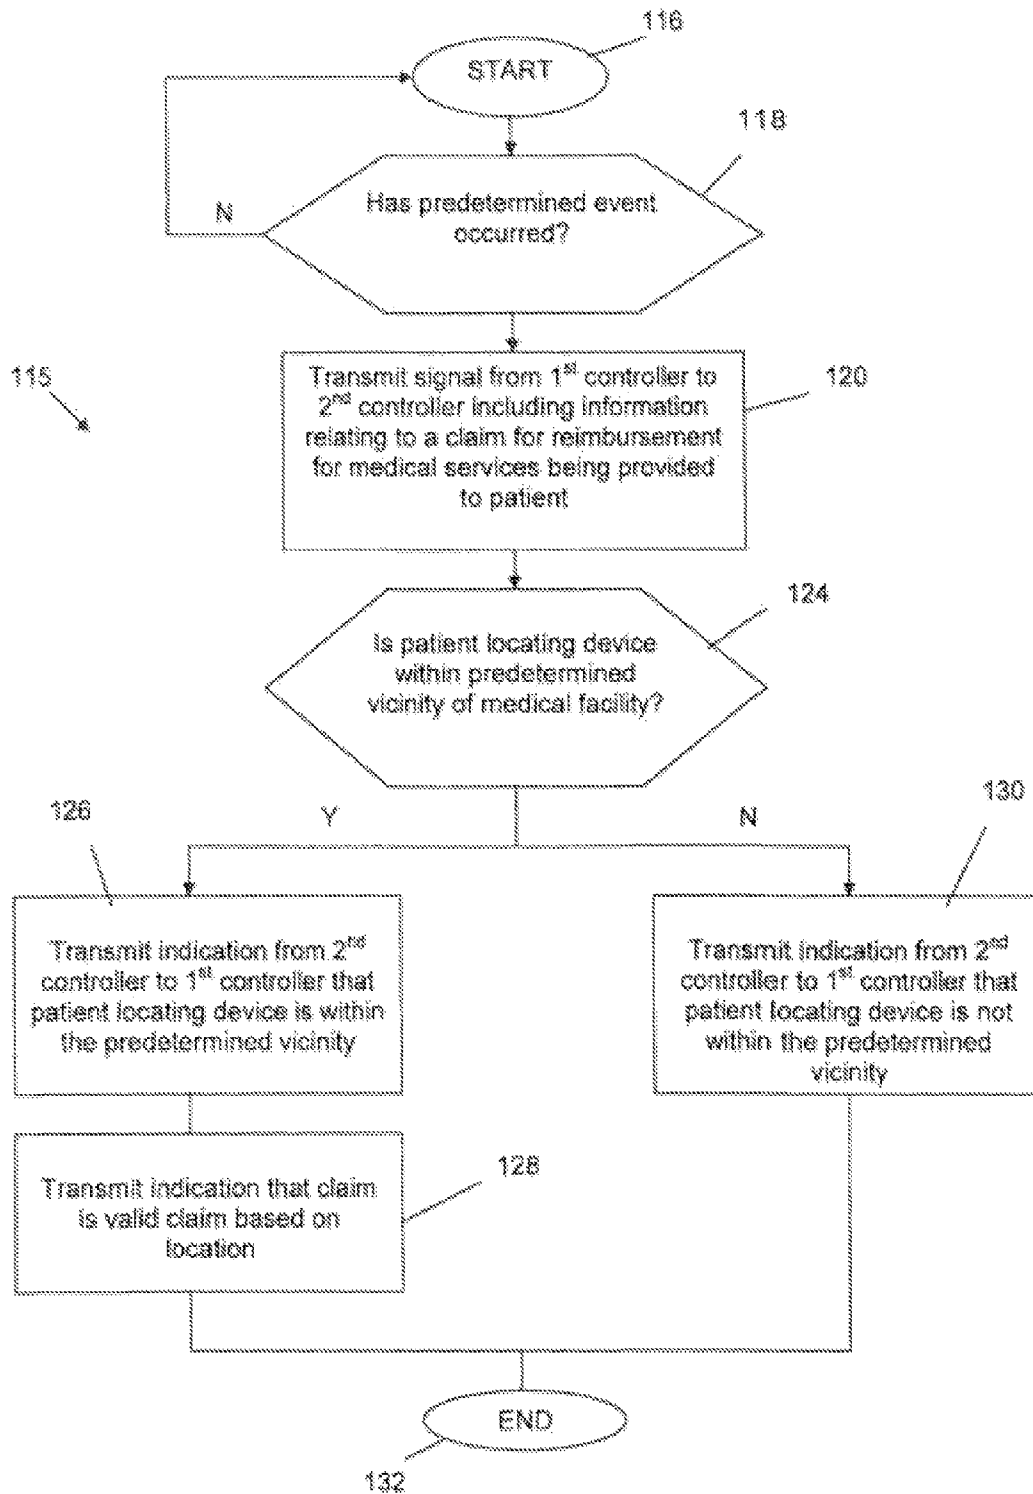 116
START
118
Has predetermined event
occurred?
N
115
Transmit signal from 1st controller to
2nd controller including information
relating to a claim for reimbursement
for medical services being provided
to patient
120
124
Is patient locating device
within predetermined
vicinity of medical facility?
126
Y
N
130
Transmit indication from 2nd
controller to 1st controller that
patient locating device is within
the predetermined vicinity
Transmit indication from 2nd
controller to 1st controller that
patient locating device is not
within the predetermined
vicinity
128
Transmit indication that claim
is valid claim based on
location
END
132